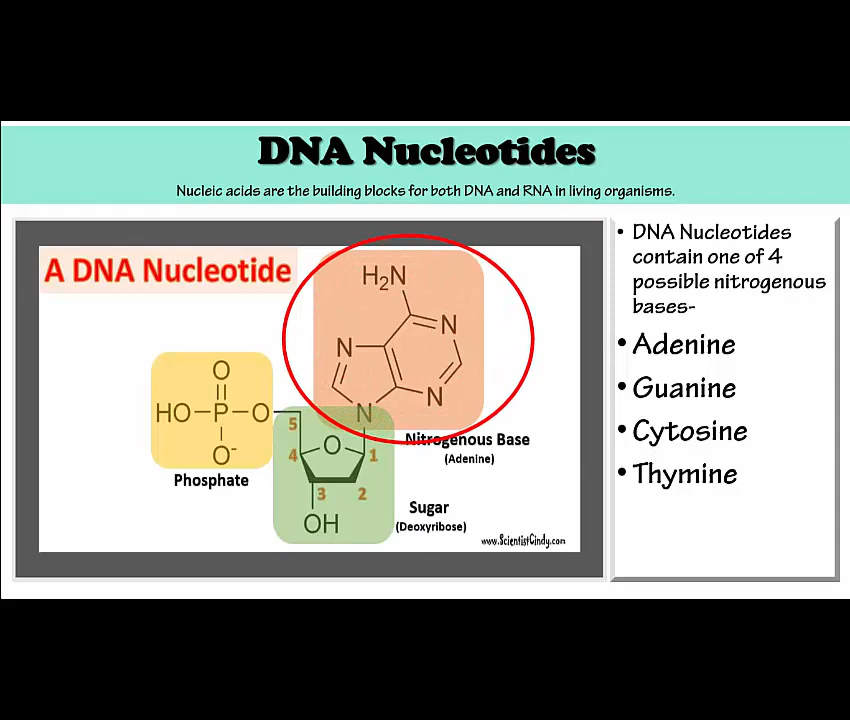 DNA Nucleotides
Nucleic acids are the building blocks for both DNA and RNA in living organisms.
A DNA Nucleotide
H2N
N
N
N
N
O
HO-P-O
O-
Phosphate
5
4
O
1
3
2
OH
Nitrogenous Base
(Adenine)
Sugar
(Deoxyribose)
www.ScientistCindy.com
• DNA Nucleotides
contain one of 4
possible nitrogenous
bases-
• Adenine
• Guanine
• Cytosine
• Thymine